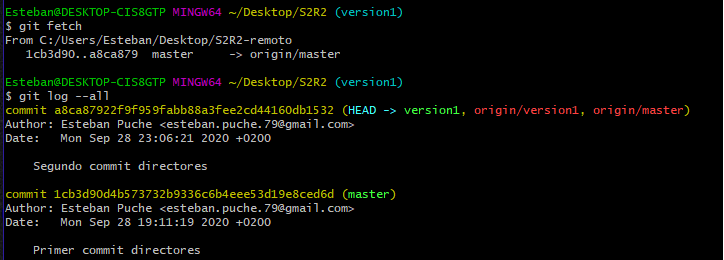 Esteban@DESKTOP-CIS8GTP MINGW64 ~/Desktop/S2R2 (version1)
$ git fetch
From C:/Users/Esteban/Desktop/S2R2-remoto
   1cb3d90..a8ca879  master     -> origin/master

Esteban@DESKTOP-CIS8GTP MINGW64 ~/Desktop/S2R2 (version1)
$ git log --all
commit a8ca87922f9f959fabb88a3fee2cd44160db1532 (HEAD -> version1, origin/version1, origin/master)
Author: Esteban Puche <esteban.puche.79@gmail.com>
Date:   Mon Sep 28 23:06:21 2020 +0200

    Segundo commit directores

commit 1cb3d90d4b573732b9336c6b4eee53d19e8ced6d (master)
Author: Esteban Puche <esteban.puche.79@gmail.com>
Date:   Mon Sep 28 19:11:19 2020 +0200

    Primer commit directores